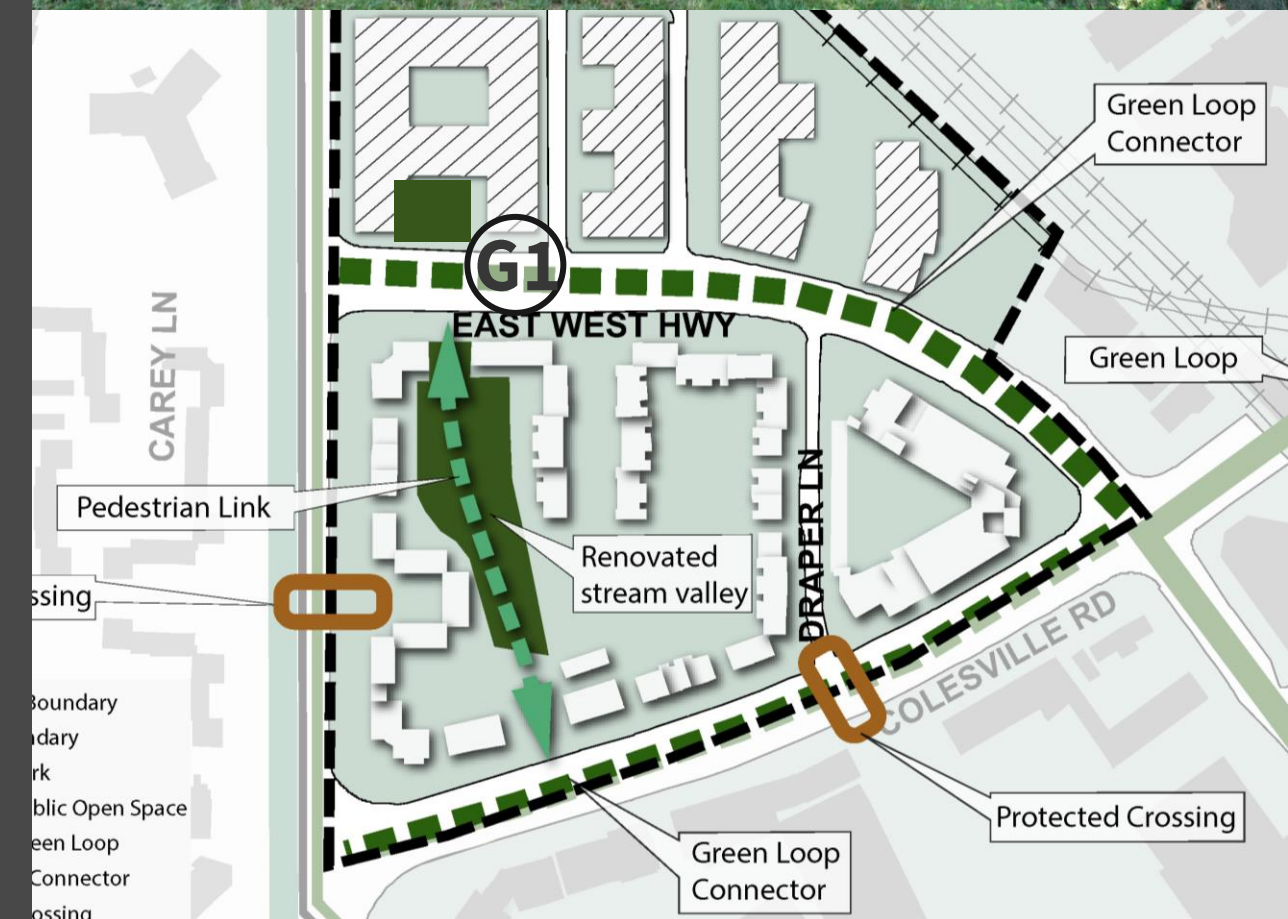 Green Loop
Connector
G1
EAST WEST HWY
CAREY LN
Green Loop
Pedestrian Link
Renovated
stream valley
DRAPER LN
ssing
COLESVILLE RD
Boundary
dary
rk
blic Open Space
een Loop
Connector
ossing
Protected Crossing
Green Loop
Connector